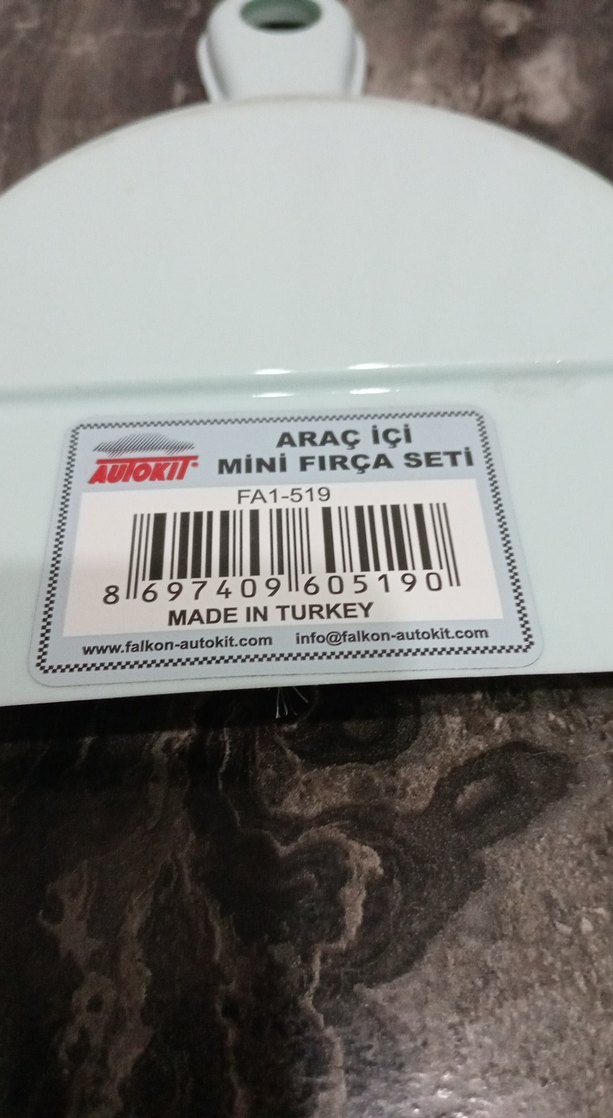 AUTOKIT
ARAÇ İÇİ
MİNİ FIRÇA SETİ
FA1-519
8 697409 605190
MADE IN TURKEY
www.falkon-autokit.com info@falkon-autokit.com